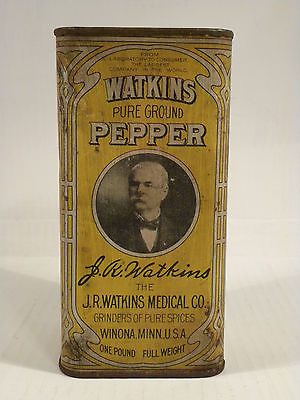 FROM
LABORATORY TO CONSUMER
THE LARGEST
COMPANY IN THE WORLD
WATKINS
PURE GROUND
PEPPER
J.R. Watkins
THE
J.R. WATKINS MEDICAL CO.
GRINDERS OF PURE SPICES
WINONA, MINN. U.S.A.
ONE POUND FULL WEIGHT